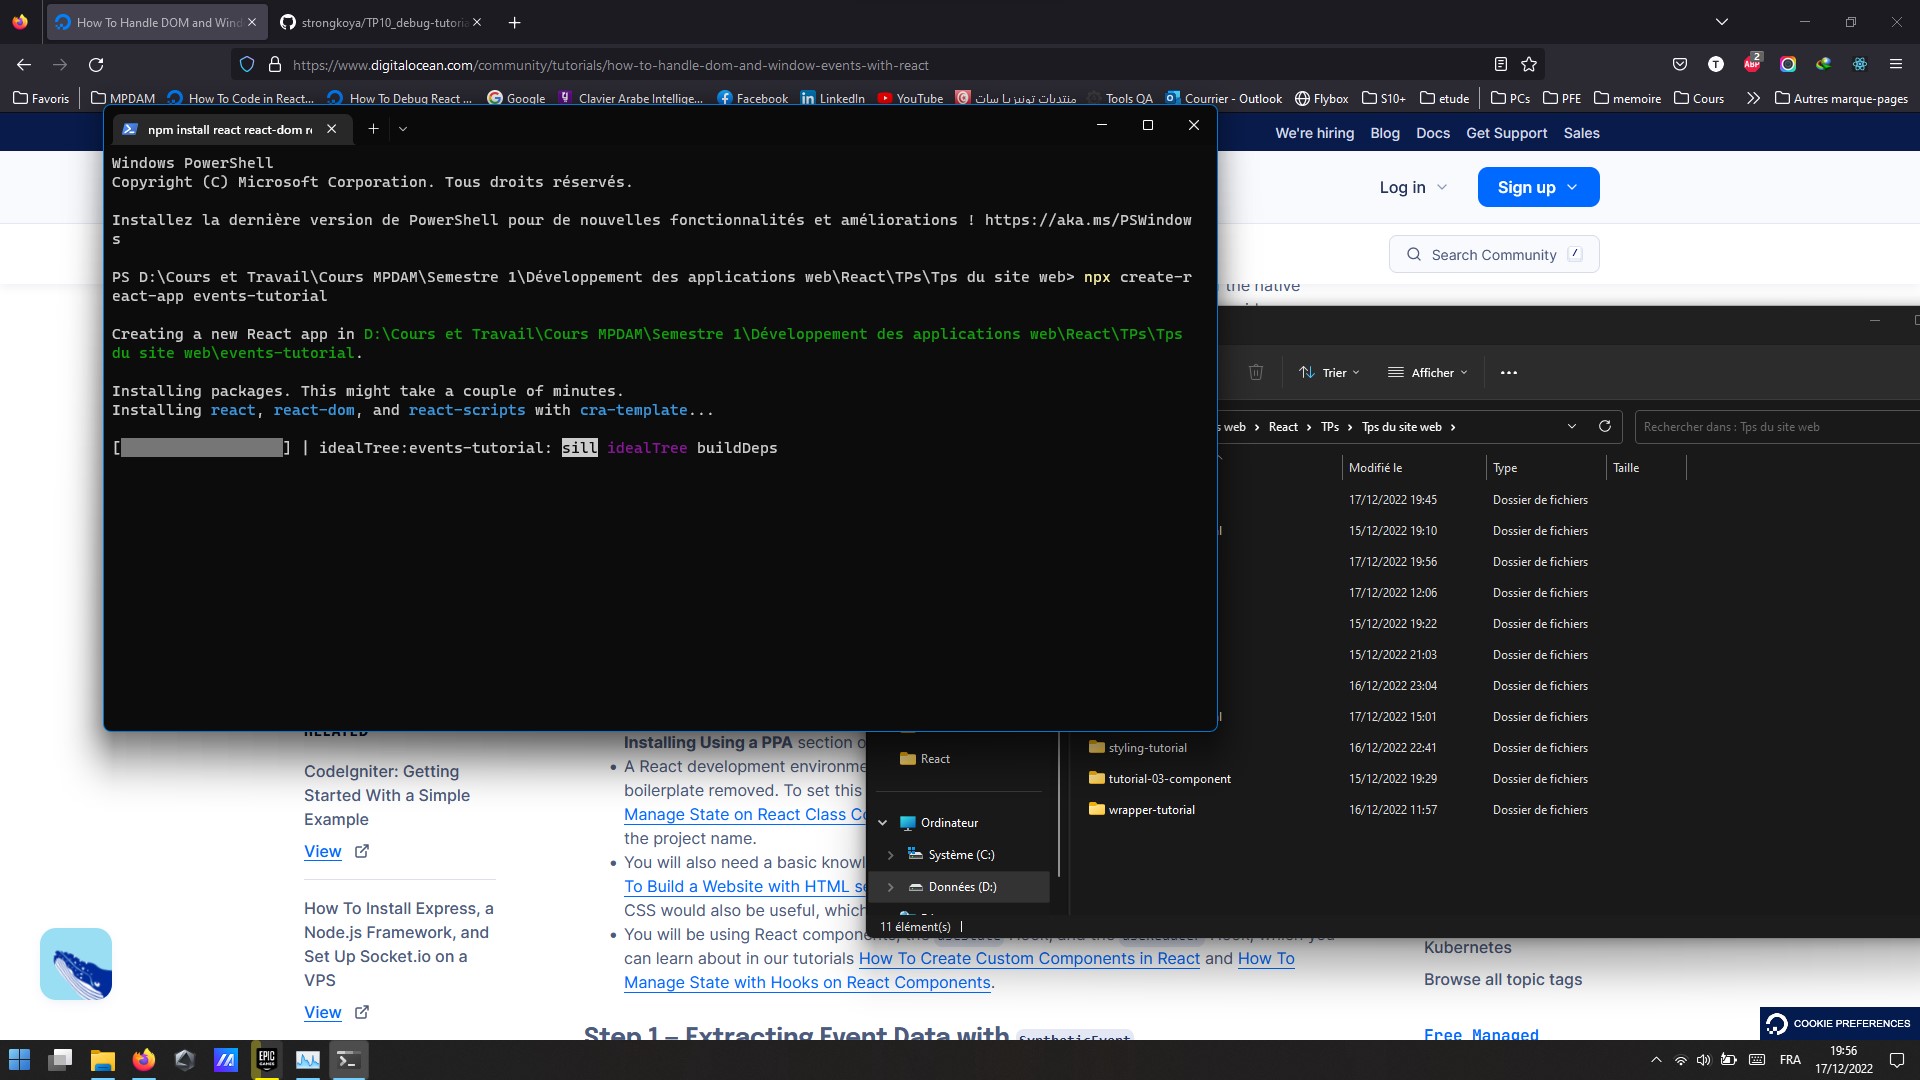 How To Handle DOM and Wind
strongkoya/TP10_debug-tutoria
https://www.digitalocean.com/community/tutorials/how-to-handle-dom-and-window-events-with-react
ABP
2
T
Favoris
MPDAM
How To Code in React...
How To Debug React ...
Google
Clavier Arabe Intellige...
Facebook
LinkedIn
YouTube
منتديات تونيزيا سات
Tools QA
Courrier - Outlook
Flybox
S10+
etude
PCs
PFE
memoire
Cours
Autres marque-pages
We're hiring
Blog
Docs
Get Support
Sales
Log in
Sign up
Search Community /
the native
npm install react react-dom re
Windows PowerShell
Copyright (C) Microsoft Corporation. Tous droits réservés.
Installez la dernière version de PowerShell pour de nouvelles fonctionnalités et améliorations ! https://aka.ms/PSWindow
s
PS D:\Cours et Travail\Cours MPDAM\Semestre 1\Développement des applications web\React\TPs\Tps du site web> npx create-r
eact-app events-tutorial
Creating a new React app in D:\Cours et Travail\Cours MPDAM\Semestre 1\Développement des applications web\React\TPs\Tps
du site web\events-tutorial.
Installing packages. This might take a couple of minutes.
Installing react, react-dom, and react-scripts with cra-template...
[ ] | idealTree:events-tutorial: sill idealTree buildDeps
Trier
Afficher
s web > React > TPs > Tps du site web >
Rechercher dans : Tps du site web
Modifié le
Type
Taille
17/12/2022 19:45 Dossier de fichiers
15/12/2022 19:10 Dossier de fichiers
17/12/2022 19:56 Dossier de fichiers
17/12/2022 12:06 Dossier de fichiers
15/12/2022 19:22 Dossier de fichiers
15/12/2022 21:03 Dossier de fichiers
16/12/2022 23:04 Dossier de fichiers
17/12/2022 15:01 Dossier de fichiers
styling-tutorial 16/12/2022 22:41 Dossier de fichiers
tutorial-03-component 15/12/2022 19:29 Dossier de fichiers
wrapper-tutorial 16/12/2022 11:57 Dossier de fichiers
React
Ordinateur
Système (C:)
Données (D:)
11 élément(s)
RELATED
CodeIgniter: Getting
Started With a Simple
Example
View
How To Install Express, a
Node.js Framework, and
Set Up Socket.io on a
VPS
View
Installing Using a PPA section o
• A React development environme
boilerplate removed. To set this
Manage State on React Class Co
the project name.
• You will also need a basic knowl
To Build a Website with HTML se
CSS would also be useful, which
• You will be using React components, the Hook, and the Hook, which you
can learn about in our tutorials How To Create Custom Components in React and How To
Manage State with Hooks on React Components.
Step 1 — Extracting Event Data with SyntheticEvent
Kubernetes
Browse all topic tags
Free Managed
COOKIE PREFERENCES
EPIC
GAMES
FRA
19:56
17/12/2022